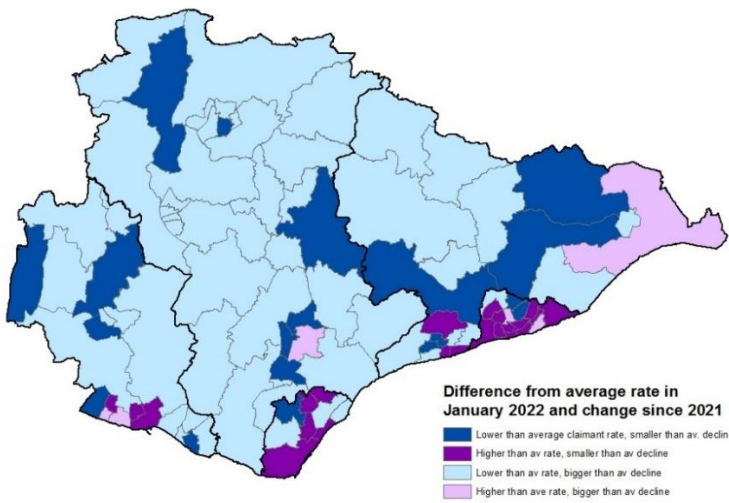 Difference from average rate in
January 2022 and change since 2021
Lower than average claimant rate, smaller than av. declin
Higher than av rate, smaller than av decline
Lower than av rate, bigger than av decline
Higher than ave rate, bigger than av decline